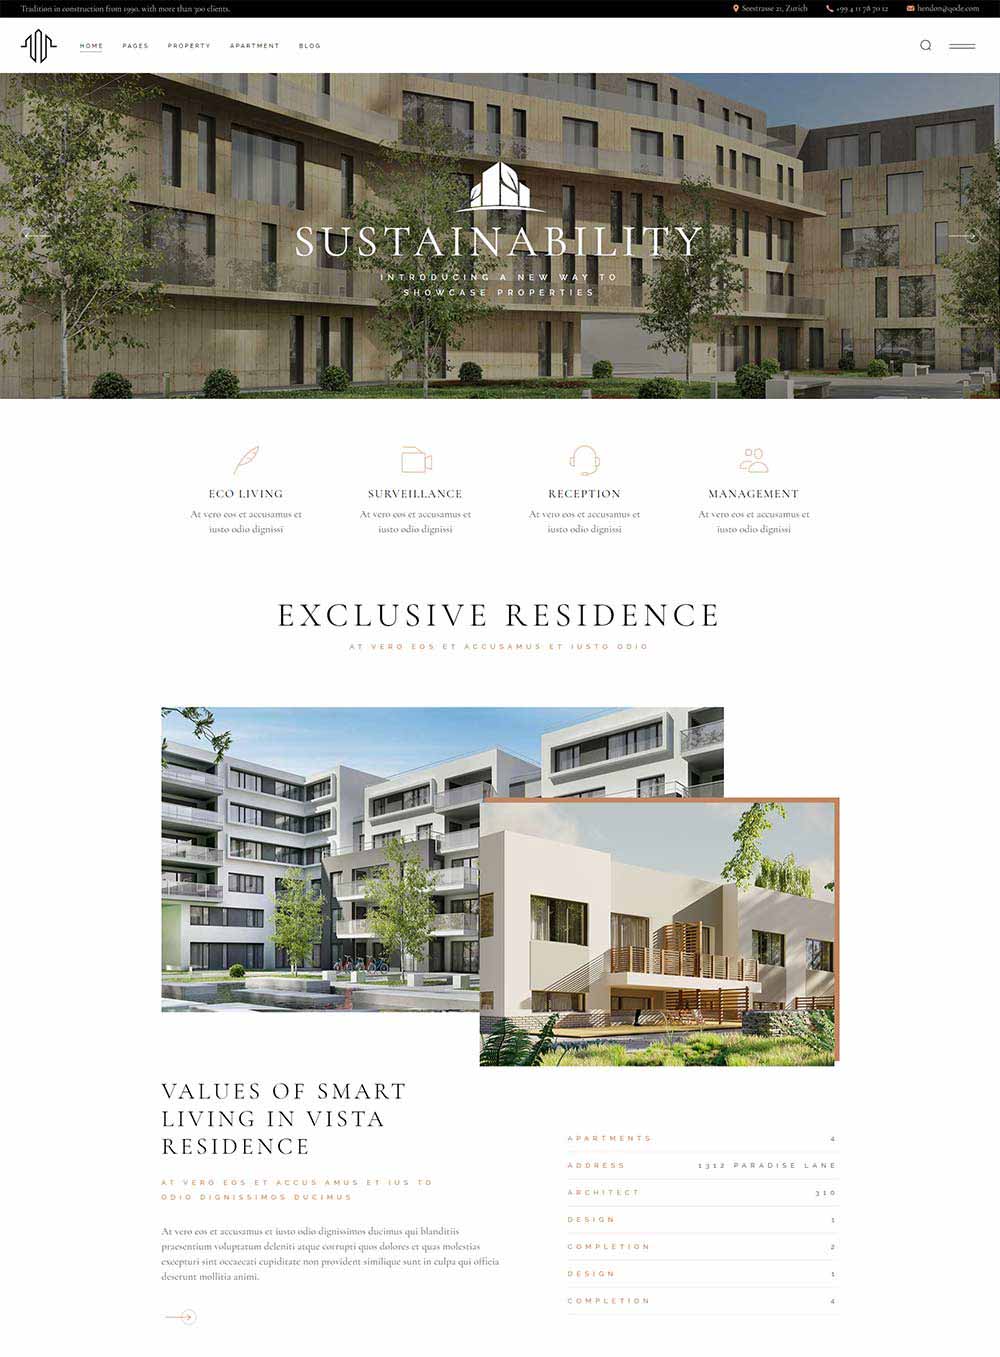 Tradition in construction from 1990. with more than 300 clients.
Seestrasse 21, Zurich
+99 4 11 78 70 12
hendon@qode.com
HOME
PAGES
PROPERTY
APARTMENT
BLOG
SUSTAINABILITY
INTRODUCING A NEW WAY TO
SHOWCASE PROPERTIES
ECO LIVING
At vero eos et accusamus et
iusto odio dignissi
SURVEILLANCE
At vero eos et accusamus et
iusto odio dignissi
RECEPTION
At vero eos et accusamus et
iusto odio dignissi
MANAGEMENT
At vero eos et accusamus et
iusto odio dignissi
EXCLUSIVE RESIDENCE
AT VERO EOS ET ACCUSAMUS ET IUSTO ODIO
VALUES OF SMART
LIVING IN VISTA
RESIDENCE
AT VERO EOS ET ACCUS AMUS ET IUS TO
ODIO DIGNISSIMOS DUCIMUS
At vero eos et accusamus et iusto odio dignissimos ducimus qui blanditiis
praesentium voluptatum deleniti atque corrupti quos dolores et quas molestias
excepturi sint occaecati cupiditate non provident similique sunt in culpa qui officia
deserunt mollitia animi.
APARTMENTS 4
ADDRESS 1312 PARADISE LANE
ARCHITECT 310
DESIGN 1
COMPLETION 2
DESIGN 1
COMPLETION 4